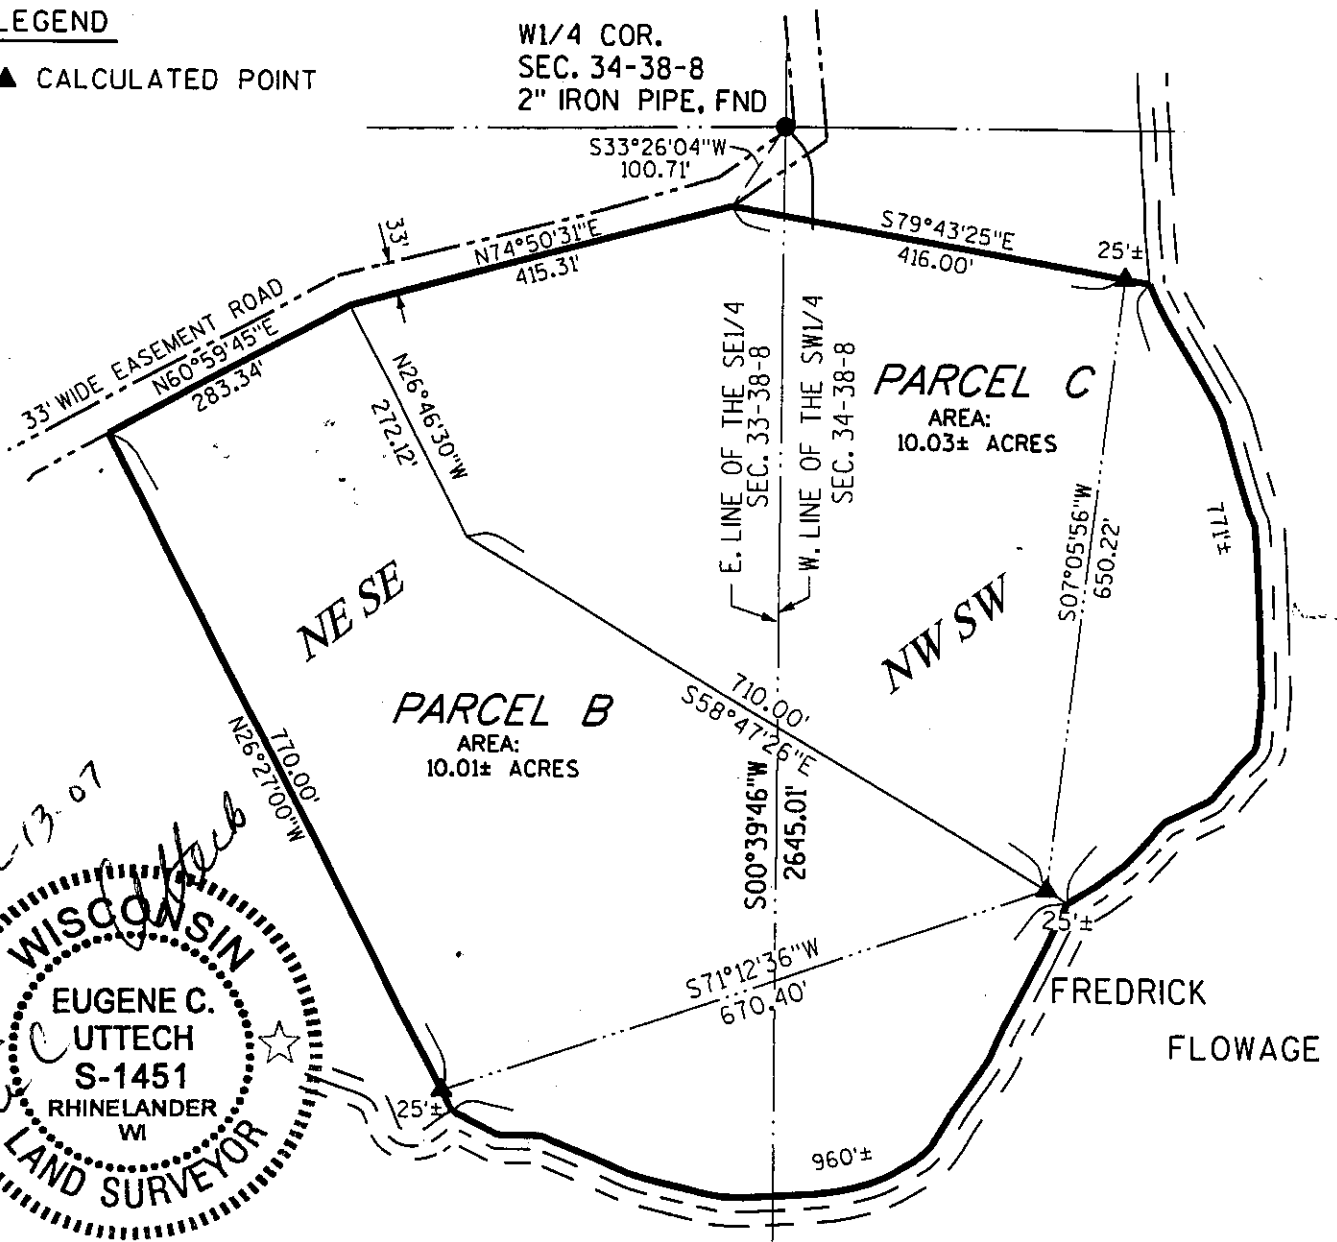 LEGEND
▲ CALCULATED POINT
W1/4 COR.
SEC. 34-38-8
2" IRON PIPE, FND
S33°26'04"W
100.71'
33'
N74°50'31"E
415.31'
S79°43'25"E
416.00'
25'±
33' WIDE EASEMENT ROAD
N60°59'45"E
283.34'
N26°46'30"W
272.12'
E. LINE OF THE SE1/4
SEC. 33-38-8
W. LINE OF THE SW1/4
SEC. 34-38-8
PARCEL C
AREA:
10.03± ACRES
S07°05'56"W
650.22'
771'±
NE SE
NW SW
PARCEL B
AREA:
10.01± ACRES
710.00'
S58°47'26"E
770.00'
N26°27'00"W
S00°39'46"W
2645.01'
S71°12'36"W
670.40'
25'±
FREDRICK
FLOWAGE
25'±
960'±
-13-07
Uttech
WISCONSIN
EUGENE C.
UTTECH
S-1451
RHINELANDER
WI
LAND SURVEYOR